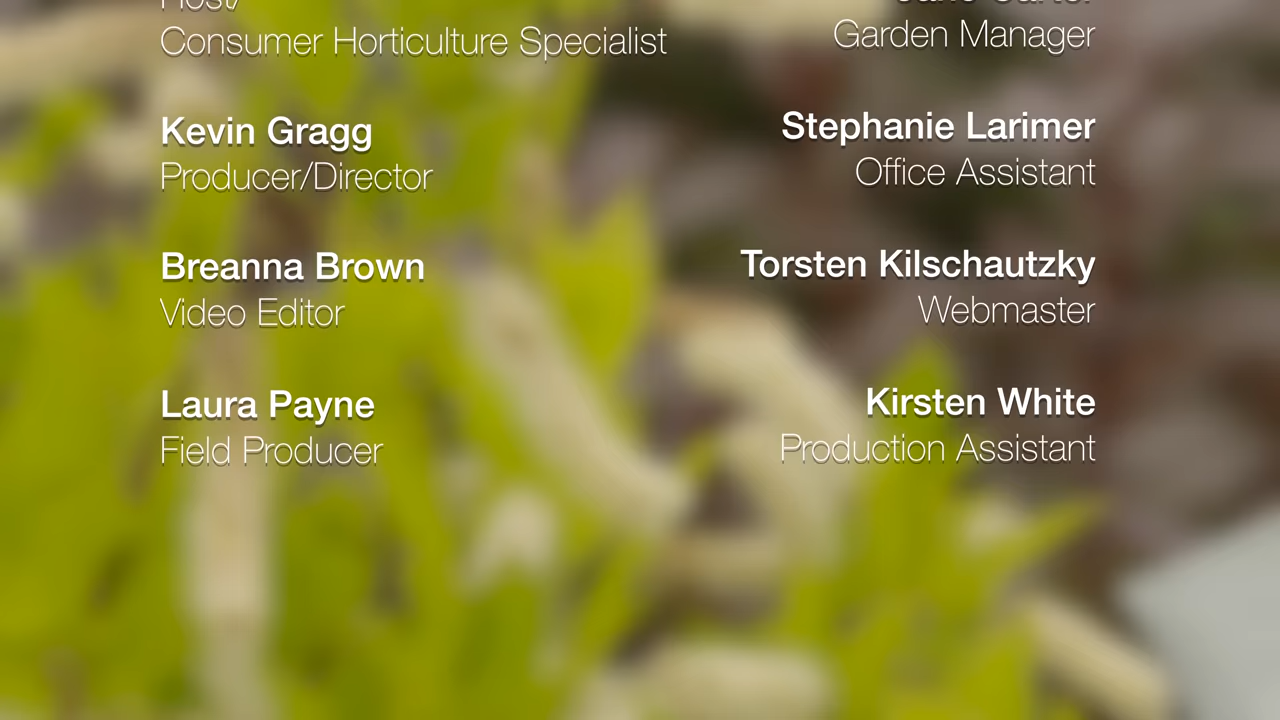 Host/
Consumer Horticulture Specialist
Kevin Gragg
Producer/Director
Breanna Brown
Video Editor
Laura Payne
Field Producer
Garden Manager
Stephanie Larimer
Office Assistant
Torsten Kilschautzky
Webmaster
Kirsten White
Production Assistant